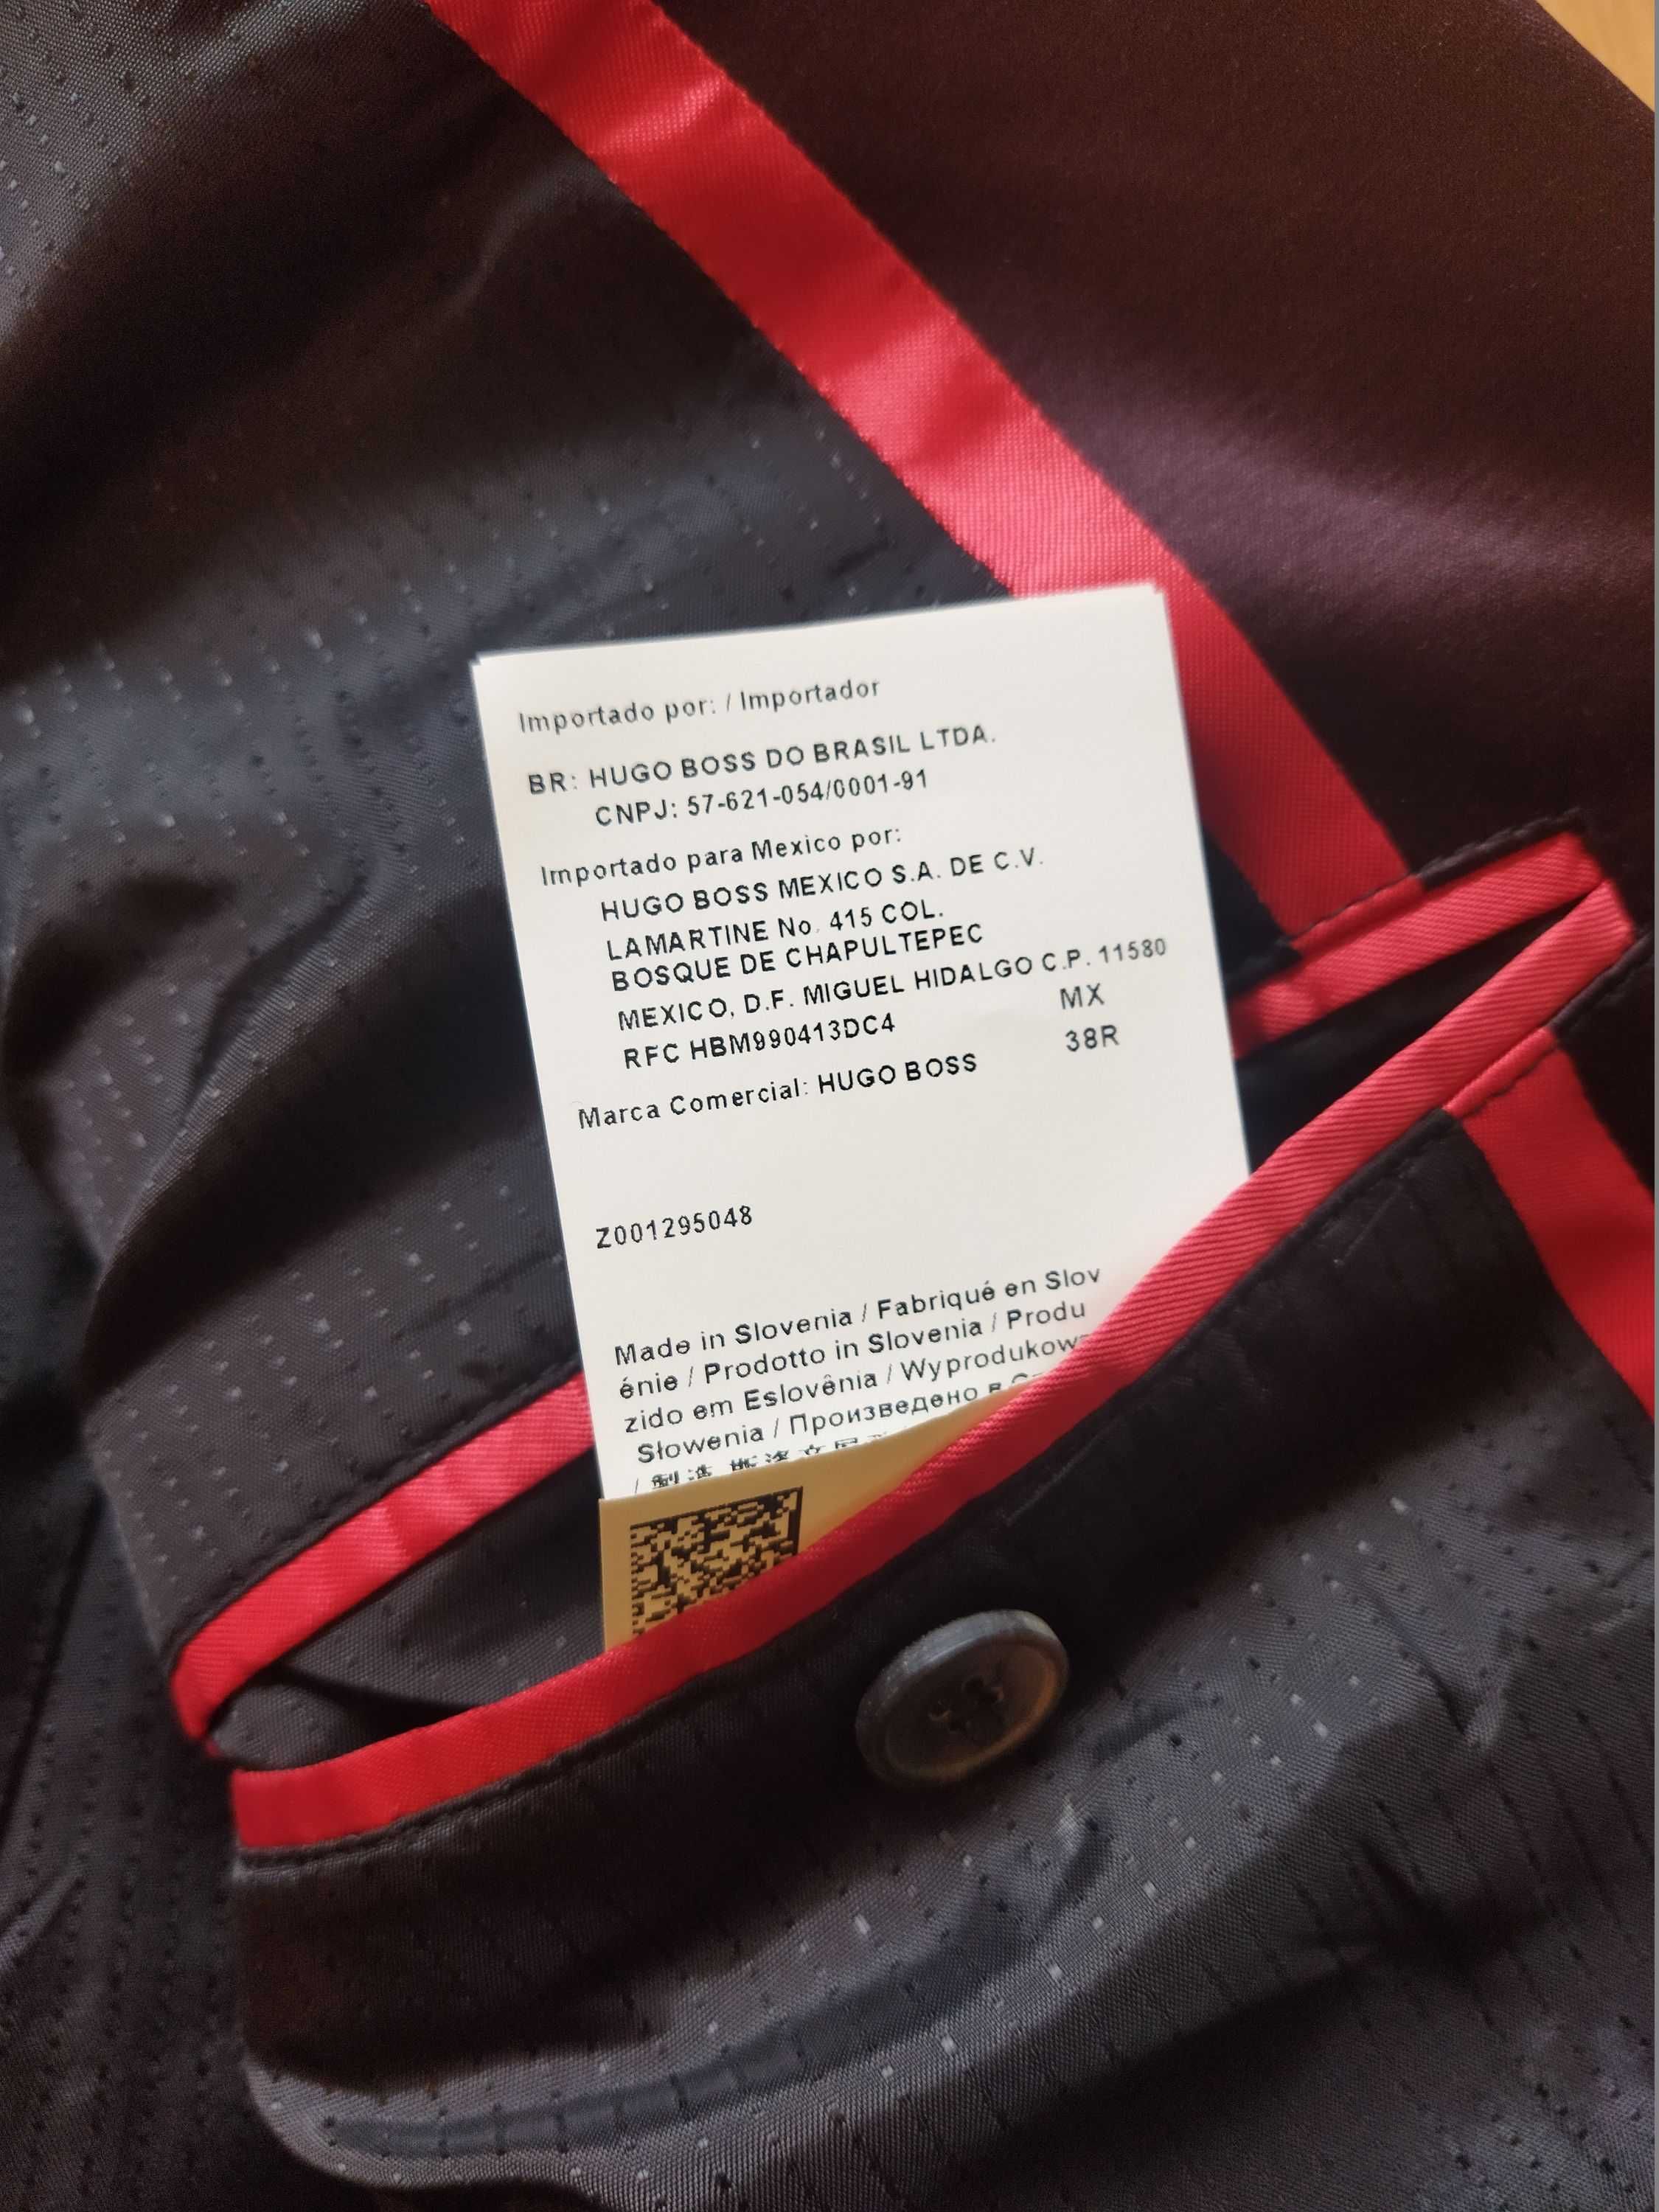 Importado por: / Importador
BR: HUGO BOSS DO BRASIL LTDA.
CNPJ: 57-621-054/0001-91
Importado para Mexico por:
HUGO BOSS MEXICO S.A. DE C.V.
LAMARTINE No. 415 COL.
BOSQUE DE CHAPULTEPEC
MEXICO, D.F. MIGUEL HIDALGO C.P. 11580
RFC HBM990413DC4 MX
Marca Comercial: HUGO BOSS 38R
Z001295048
Made in Slovenia / Fabriqué en Slov
énie / Prodotto in Slovenia / Produ
zido em Eslovênia / Wyprodukow
Słowenia / Произведено в
/ 制造